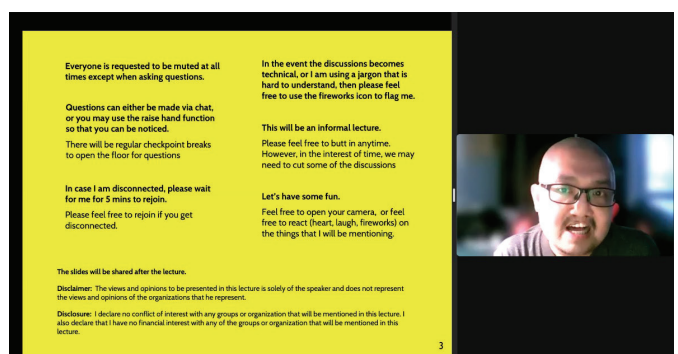 Everyone is requested to be muted at all
times except when asking questions.
Questions can either be made via chat,
or you may use the raise hand function
so that you can be noticed.
There will be regular checkpoint breaks
to open the floor for questions
In case I am disconnected, please wait
for me for 5 mins to rejoin.
Please feel free to rejoin if you get
disconnected.
In the event the discussions becomes
technical, or I am using a jargon that is
hard to understand, then please feel
free to use the fireworks icon to flag me.
This will be an informal lecture.
Please feel free to butt in anytime.
However, in the interest of time, we may
need to cut some of the discussions
Let's have some fun.
Feel free to open your camera, or feel
free to react (heart, laugh, fireworks) on
the things that I will be mentioning.
The slides will be shared after the lecture.
Disclaimer: The views and opinions to be presented in this lecture is solely of the speaker and does not represent
the views and opinions of the organizations that he represent.
Disclosure: I declare no conflict of interest with any groups or organization that will be mentioned in this lecture. I
also declare that I have no financial interest with any of the groups or organization that will be mentioned in this
lecture.
3